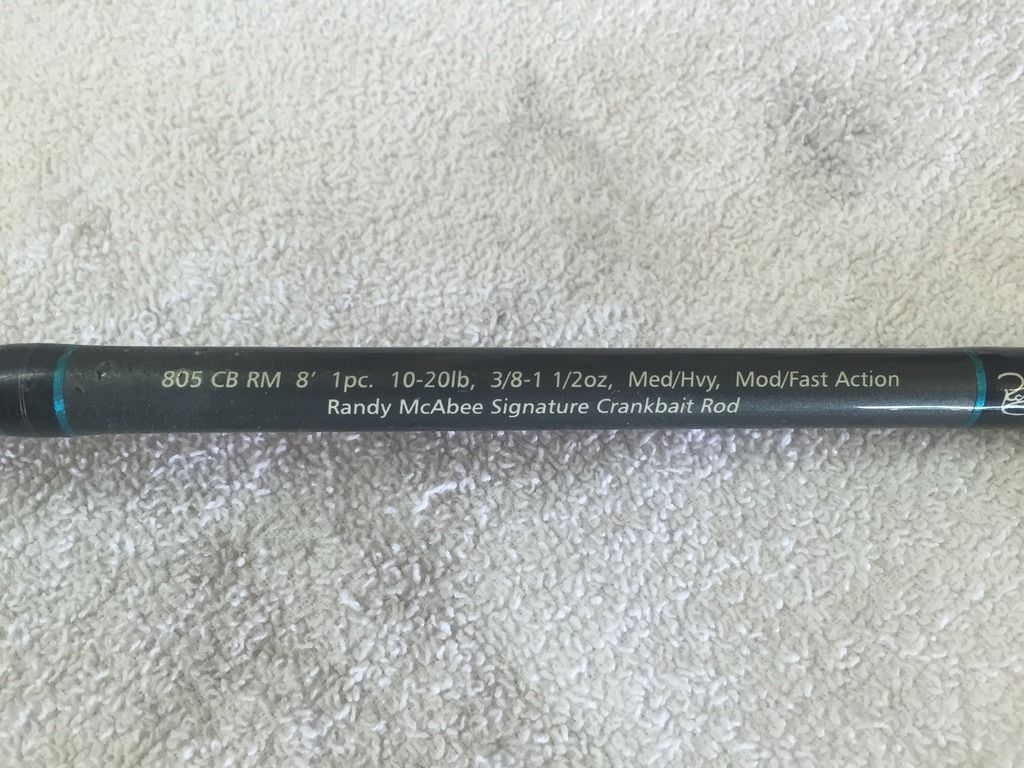 805 CB RM 8' 1pc. 10-20lb, 3/8-1 1/2oz, Med/Hvy, Mod/Fast Action
Randy McAbee Signature Crankbait Rod